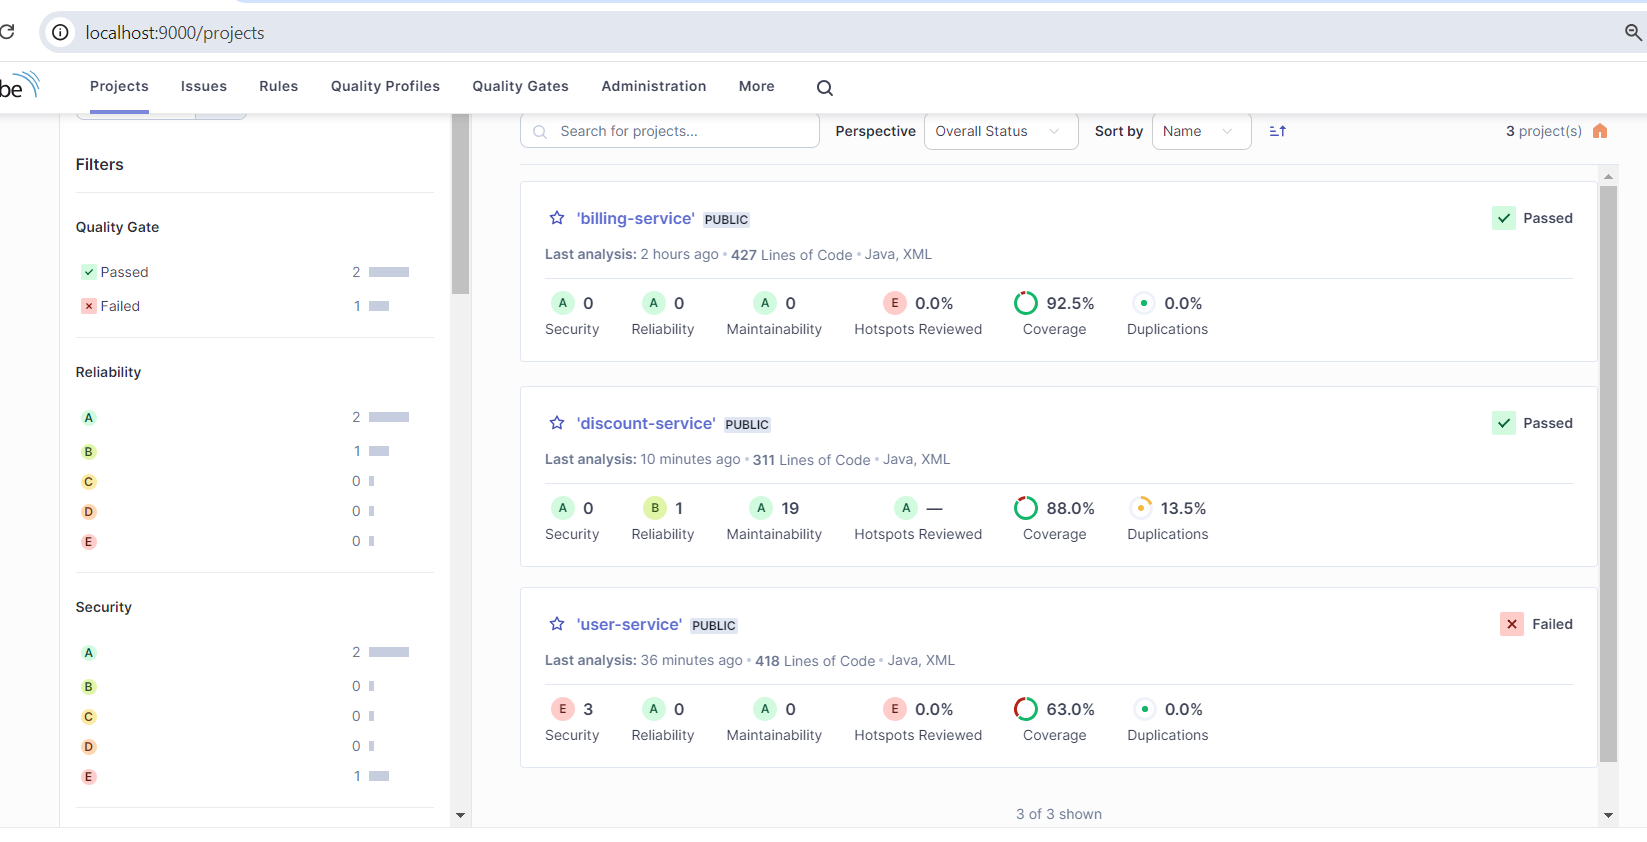 localhost:9000/projects
be
Projects Issues Rules Quality Profiles Quality Gates Administration More
Search for projects... Perspective Overall Status Sort by Name 3 project(s)
Filters
Quality Gate
Passed 2
Failed 1
Reliability
A 2
B 1
C 0
D 0
E 0
Security
A 2
B 0
C 0
D 0
E 1
'billing-service' PUBLIC Passed
Last analysis: 2 hours ago • 427 Lines of Code • Java, XML
A 0 A 0 A 0 E 0.0% 92.5% 0.0%
Security Reliability Maintainability Hotspots Reviewed Coverage Duplications
'discount-service' PUBLIC Passed
Last analysis: 10 minutes ago • 311 Lines of Code • Java, XML
A 0 B 1 A 19 A — 88.0% 13.5%
Security Reliability Maintainability Hotspots Reviewed Coverage Duplications
'user-service' PUBLIC Failed
Last analysis: 36 minutes ago • 418 Lines of Code • Java, XML
E 3 A 0 A 0 E 0.0% 63.0% 0.0%
Security Reliability Maintainability Hotspots Reviewed Coverage Duplications
3 of 3 shown